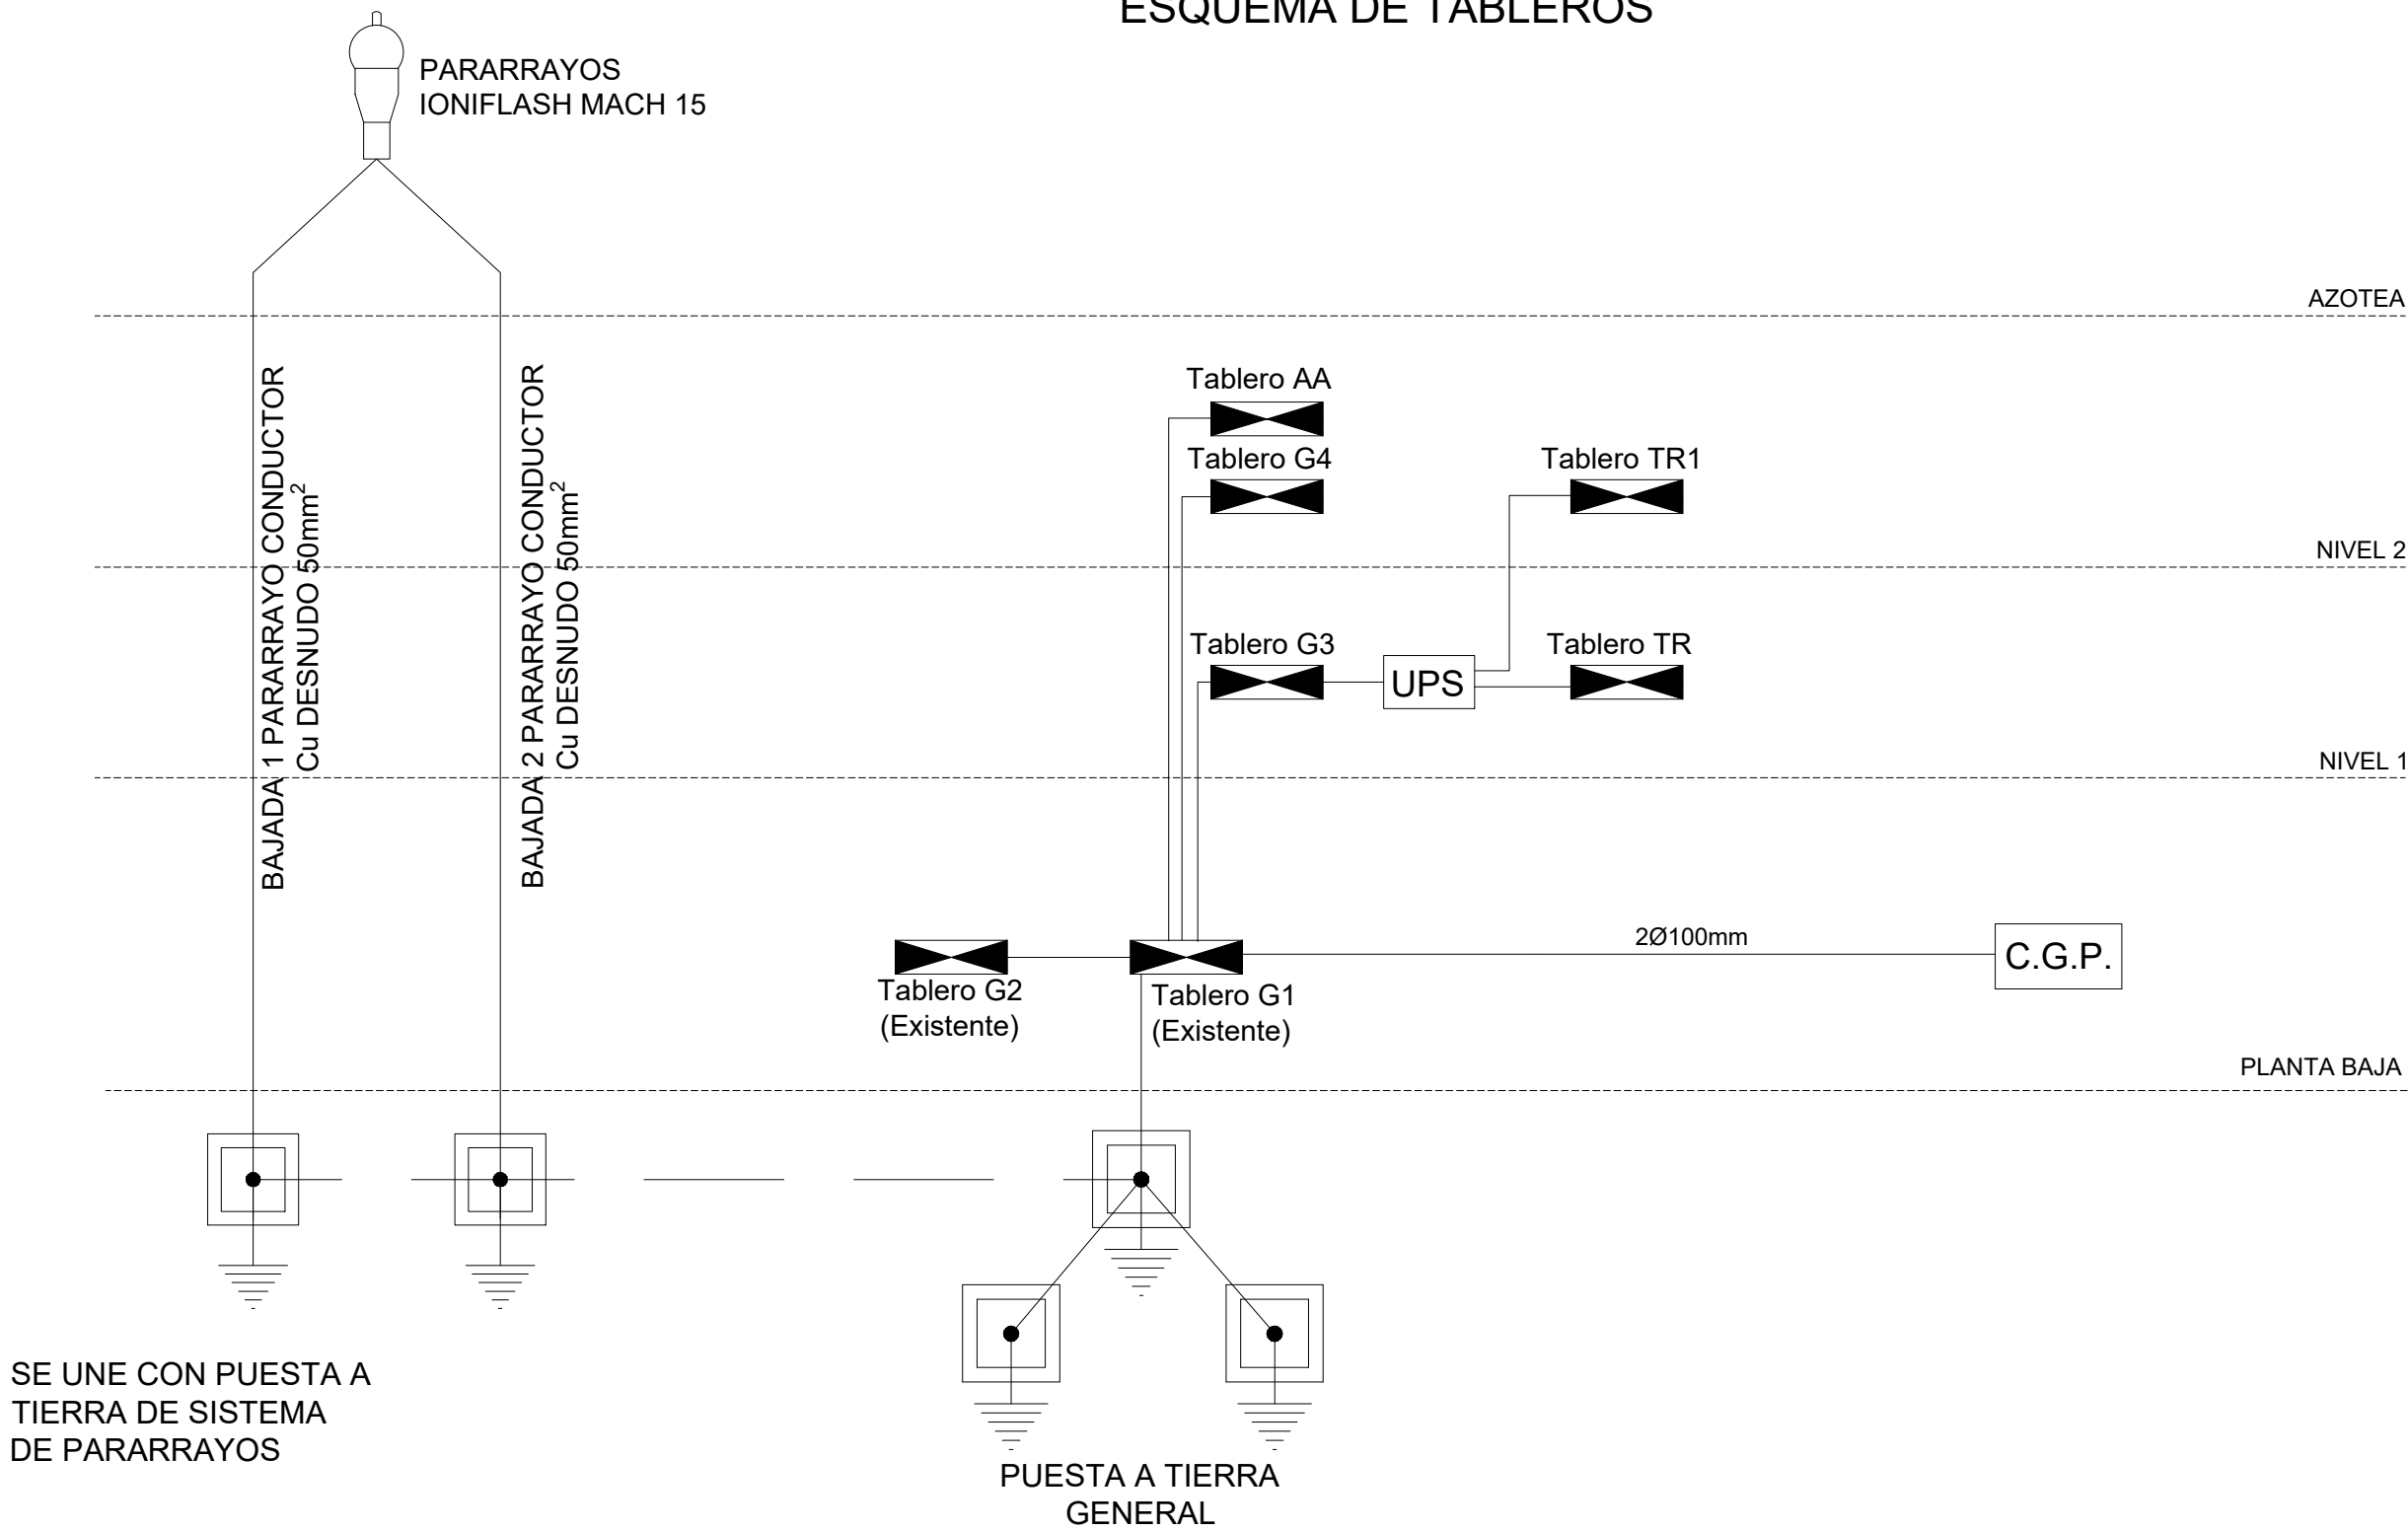 ESQUEMA DE TABLEROS
PARARRAYOS
IONIFLASH MACH 15
AZOTEA
BAJADA 1 PARARRAYO CONDUCTOR
Cu DESNUDO 50mm²
BAJADA 2 PARARRAYO CONDUCTOR
Cu DESNUDO 50mm²
Tablero AA
Tablero G4
Tablero TR1
NIVEL 2
Tablero G3
UPS
Tablero TR
NIVEL 1
2Ø100mm
C.G.P.
Tablero G2
(Existente)
Tablero G1
(Existente)
PLANTA BAJA
SE UNE CON PUESTA A
TIERRA DE SISTEMA
DE PARARRAYOS
PUESTA A TIERRA
GENERAL